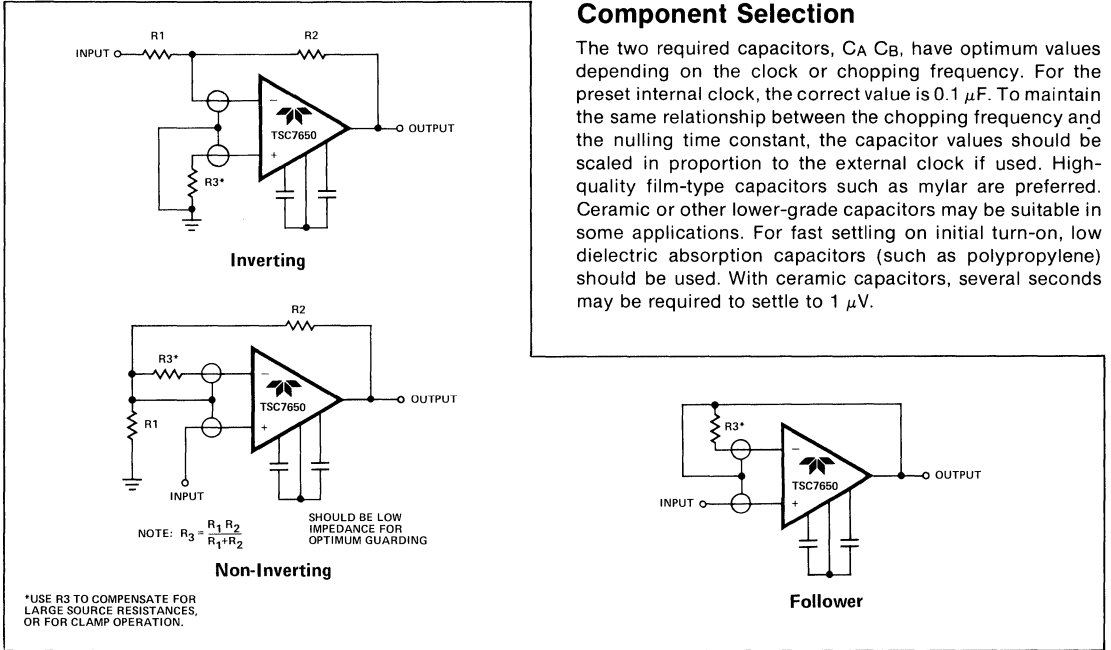 Component Selection
The two required capacitors, CA CB, have optimum values
depending on the clock or chopping frequency. For the
preset internal clock, the correct value is 0.1 μF. To maintain
the same relationship between the chopping frequency and
the nulling time constant, the capacitor values should be
scaled in proportion to the external clock if used. High-
quality film-type capacitors such as mylar are preferred.
Ceramic or other lower-grade capacitors may be suitable in
some applications. For fast settling on initial turn-on, low
dielectric absorption capacitors (such as polypropylene)
should be used. With ceramic capacitors, several seconds
may be required to settle to 1 μV.
R1
R2
INPUT
−
TSC7650
OUTPUT
+
R3*
Inverting
R2
R3*
−
TSC7650
OUTPUT
R1
+
INPUT
NOTE: R3 = R1 R2 / R1+R2
SHOULD BE LOW
IMPEDANCE FOR
OPTIMUM GUARDING
Non-Inverting
*USE R3 TO COMPENSATE FOR
LARGE SOURCE RESISTANCES,
OR FOR CLAMP OPERATION.
R3*
−
TSC7650
OUTPUT
INPUT
+
Follower